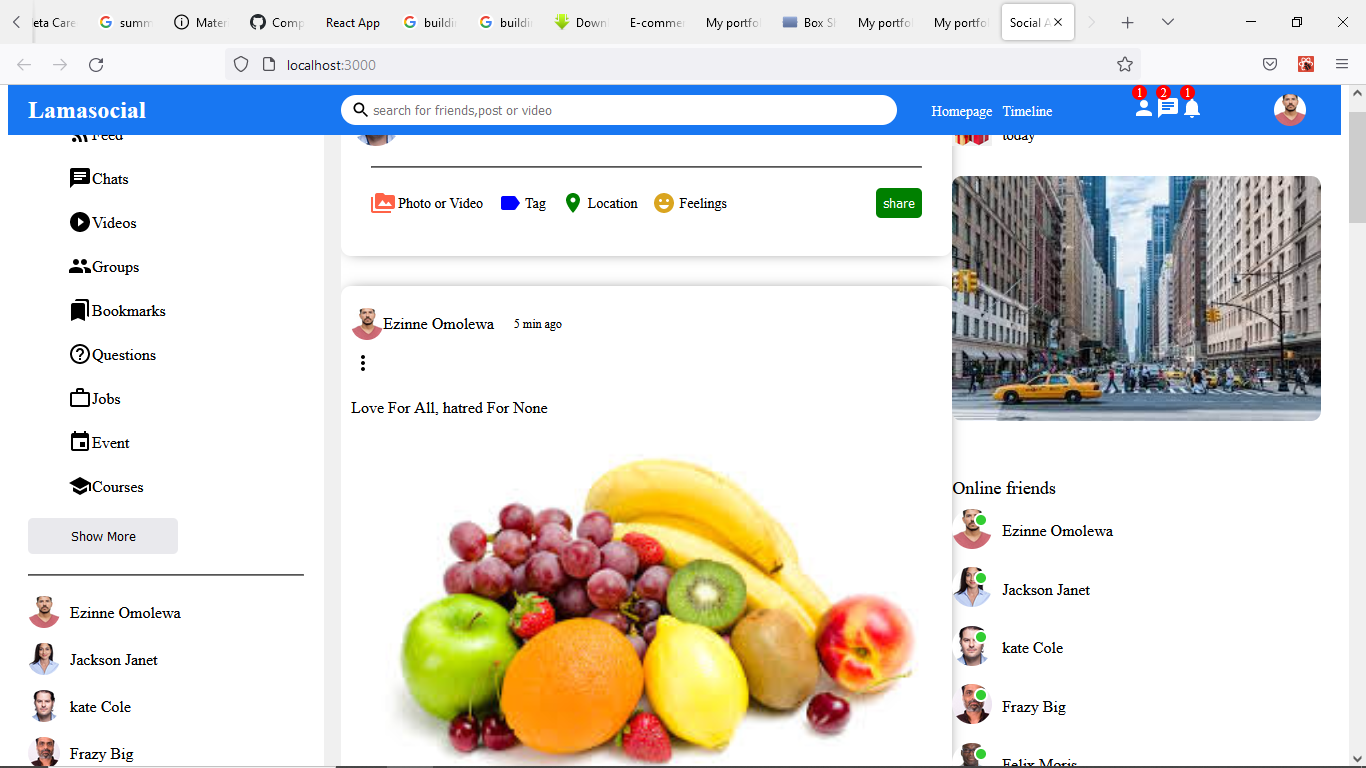 eta Care
summ
Mater
Comp
React App
buildi
buildi
Downl
E-comme
My portfo
Box Sh
My portfo
My portfo
Social A
localhost:3000
Lamasocial
search for friends,post or video
Homepage Timeline
1 2 1
Feed
Chats
Videos
Groups
Bookmarks
Questions
Jobs
Event
Courses
Show More
Ezinne Omolewa
Jackson Janet
kate Cole
Frazy Big
Photo or Video Tag Location Feelings share
Ezinne Omolewa 5 min ago
Love For All, hatred For None
today
Online friends
Ezinne Omolewa
Jackson Janet
kate Cole
Frazy Big
Felix Moris